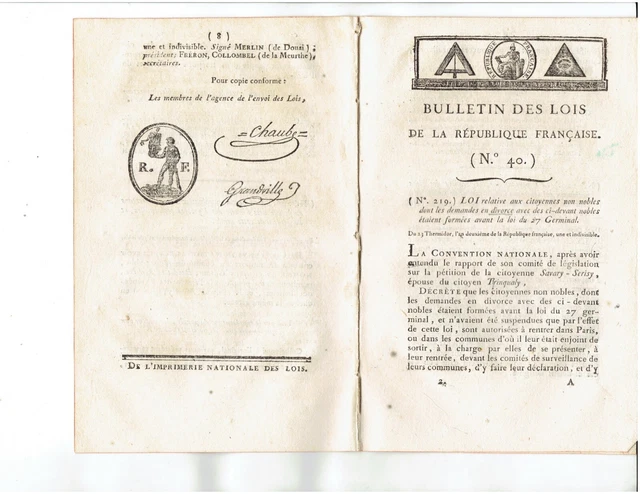 ( 8 )
une et indivisible. Signé MERLIN ( de Douai ) ;
président; FRÉRON, COLLOMBEL (de la Meurthe),
secrétaires.
Pour copie conforme :
Les membres de l'agence de l'envoi des Lois,
R. F.
= Chaube =
Grandville
DE L'IMPRIMERIE NATIONALE DES LOIS.
RÉPUBLIQUE FRANÇAISE
BULLETIN DES LOIS
DE LA RÉPUBLIQUE FRANÇAISE.
( N.º 40. )
( Nº. 219. ) LOI relative aux citoyennes non nobles
dont les demandes en divorce avec des ci-devant nobles
étaient formées avant la loi du 27 Germinal.
Du 23 Thermidor, l'an deuxième de la République française, une et indivisible.
LA CONVENTION NATIONALE, après avoir
entendu le rapport de son comité de législation
sur la pétition de la citoyenne Savary - Serisy,
épouse du citoyen Trinqualy,
DÉCRÈTE que les citoyennes non nobles, dont
les demandes en divorce avec des ci - devant
nobles étaient formées avant la loi du 27 ger-
minal, et n'avaient été suspendues que par l'effet
de cette loi, sont autorisées à rentrer dans Paris,
ou dans les communes d'où il leur était enjoint de
sortir, à la charge par elles de se présenter, à
leur rentrée, devant les comités de surveillance de
leurs communes, d'y faire leur déclaration, et d'y
2. A